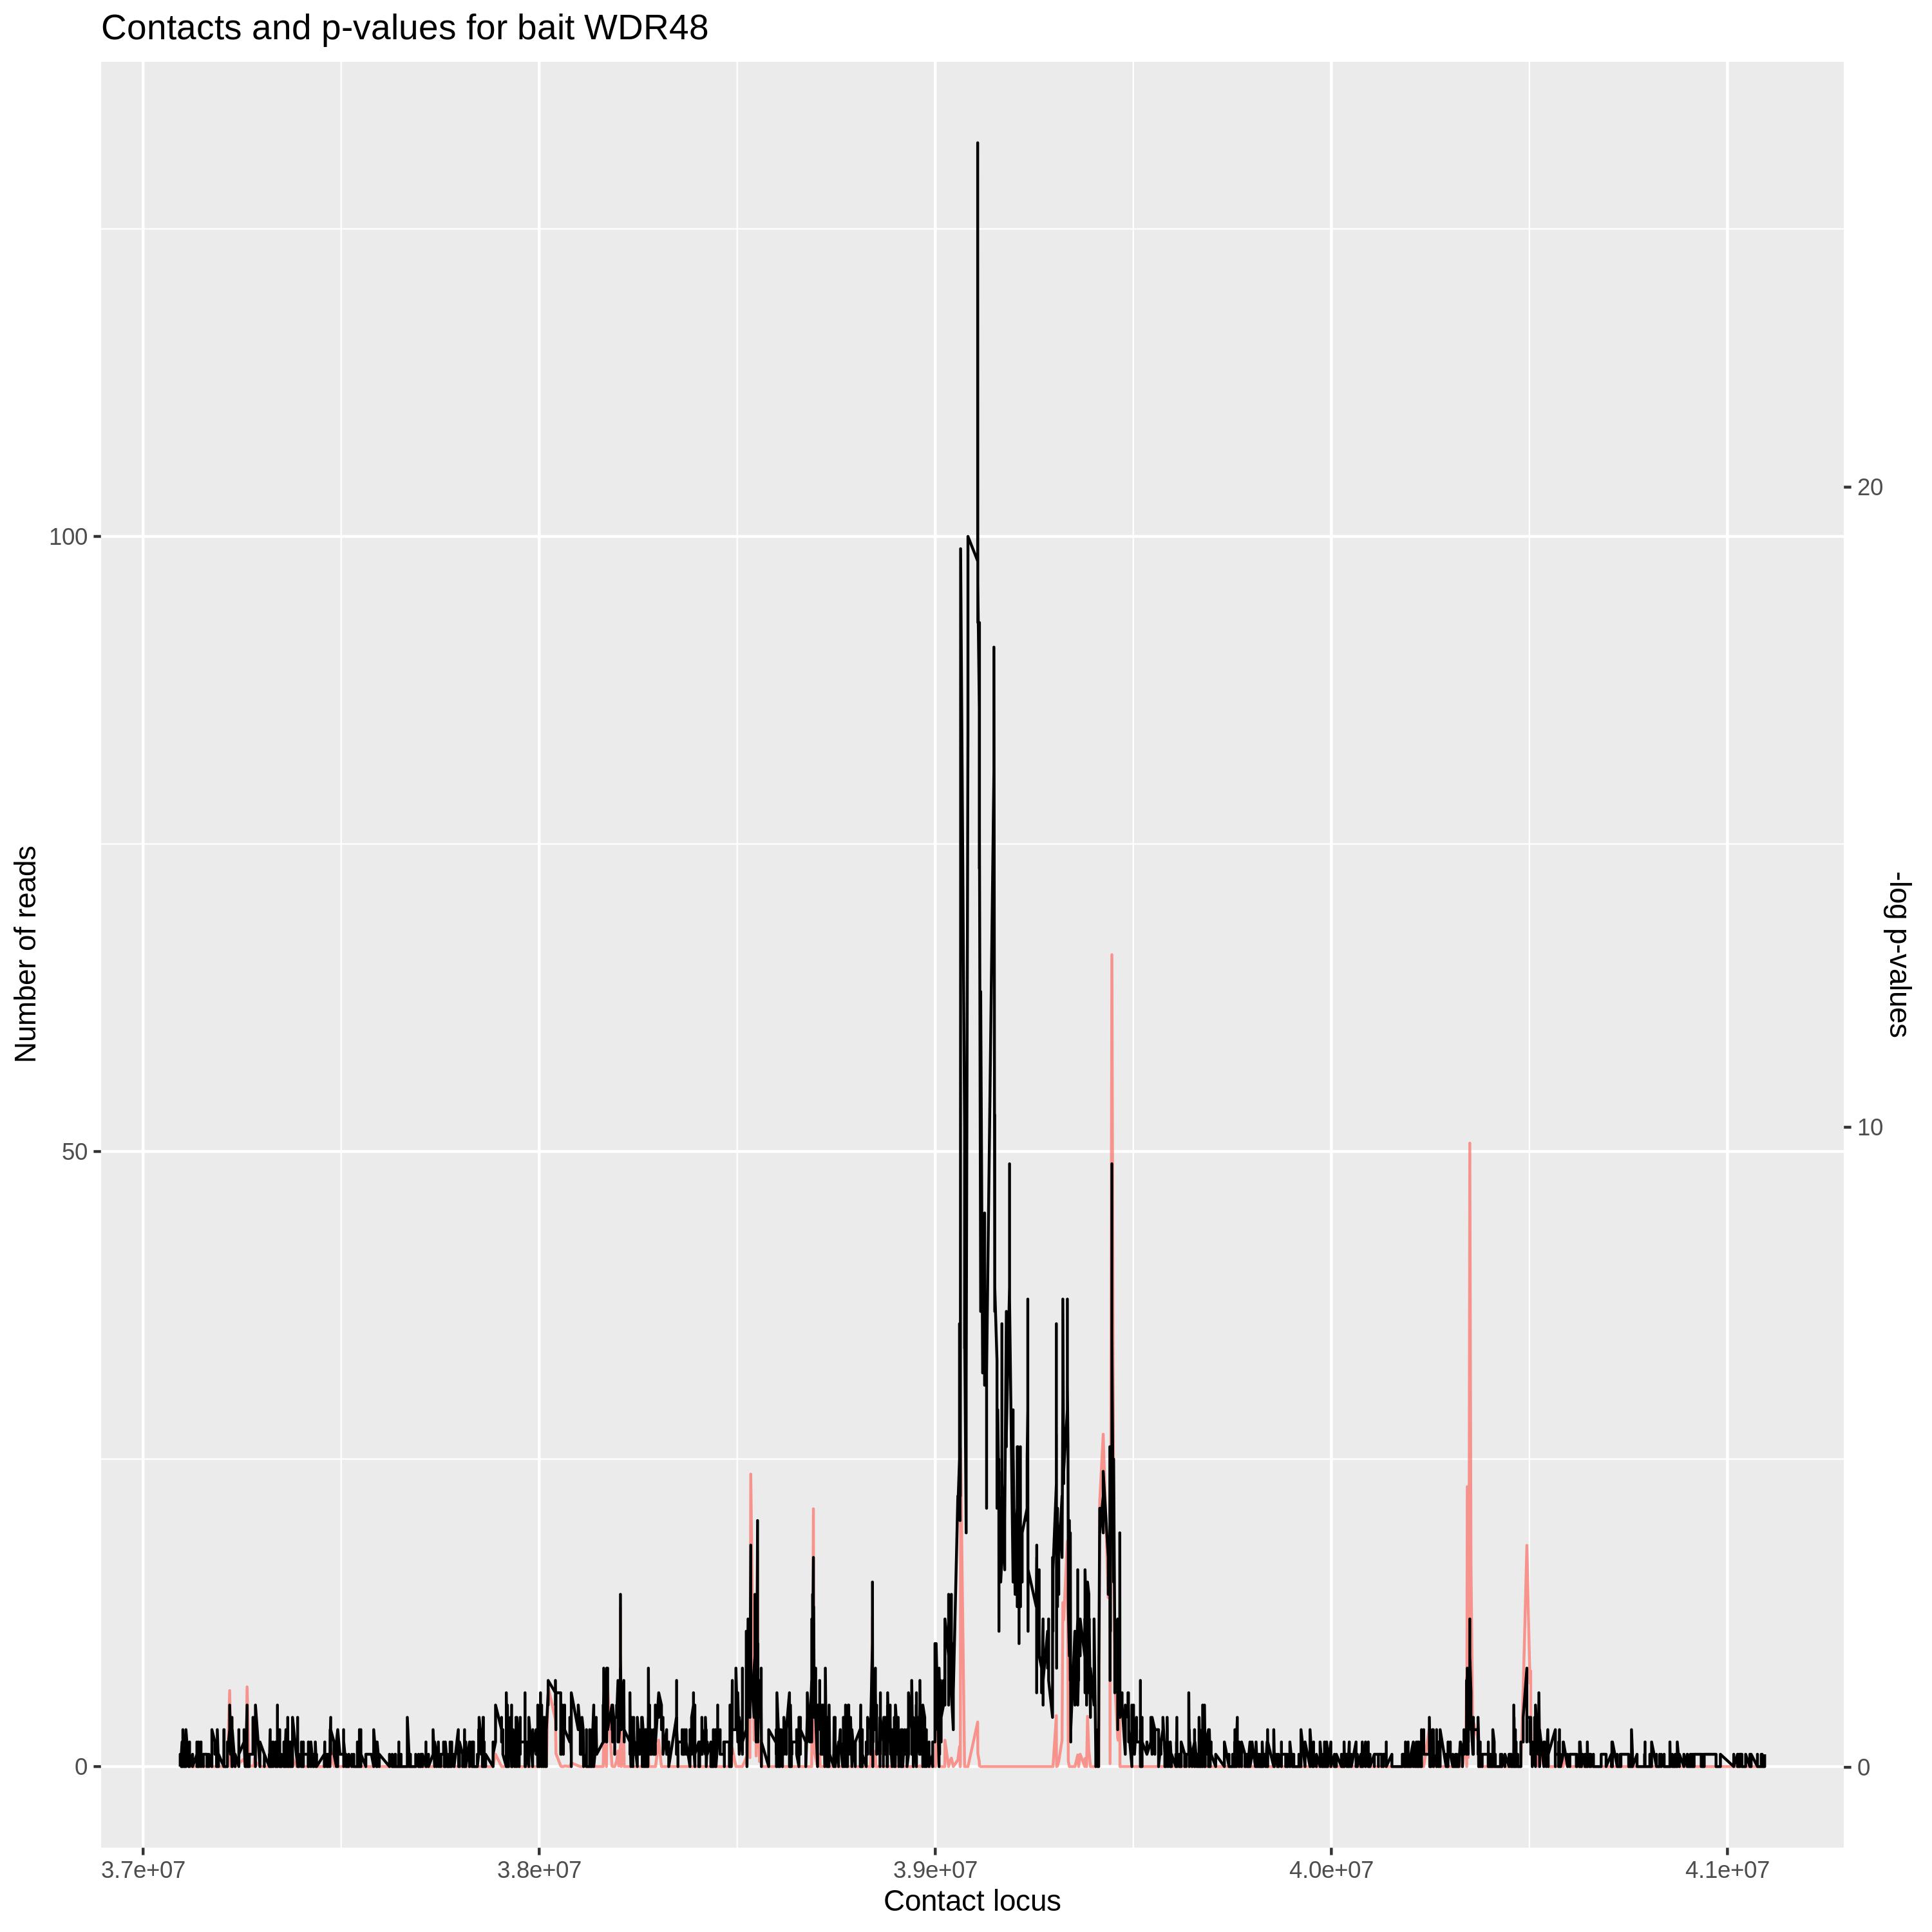 Contacts and p-values for bait WDR48
Number of reads
100
50
0
20
10
0
-log p-values
3.7e+07
3.8e+07
3.9e+07
4.0e+07
4.1e+07
Contact locus